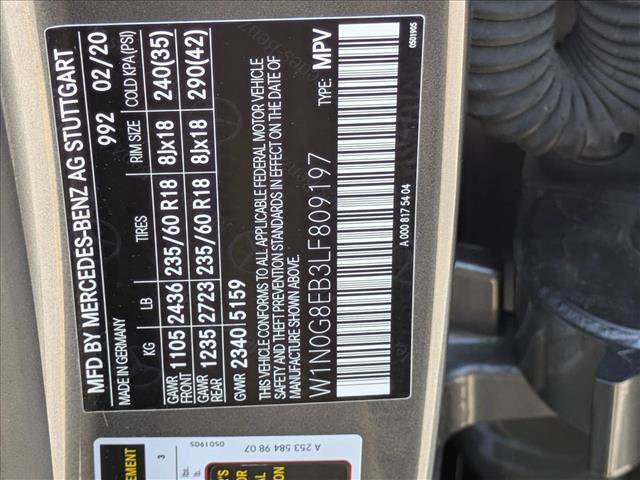 MFD BY MERCEDES-BENZ AG STUTTGART
MADE IN GERMANY 992 02/20
KG LB TIRES RIM SIZE COLD KPA(PSI)
GAWR FRONT 1105 2436 235/60 R18 8JX18 240(35)
GAWR REAR 1235 2723 235/60 R18 8JX18 290(42)
GWR 2340 5159
THIS VEHICLE CONFORMS TO ALL APPLICABLE FEDERAL MOTOR VEHICLE
SAFETY AND THEFT PREVENTION STANDARDS IN EFFECT ON THE DATE OF
MANUFACTURE SHOWN ABOVE.
W1N0G8EB3LF809197 TYPE: MPV
A 000 817 54 04 0501905
A 253 584 98 07
0501905
3